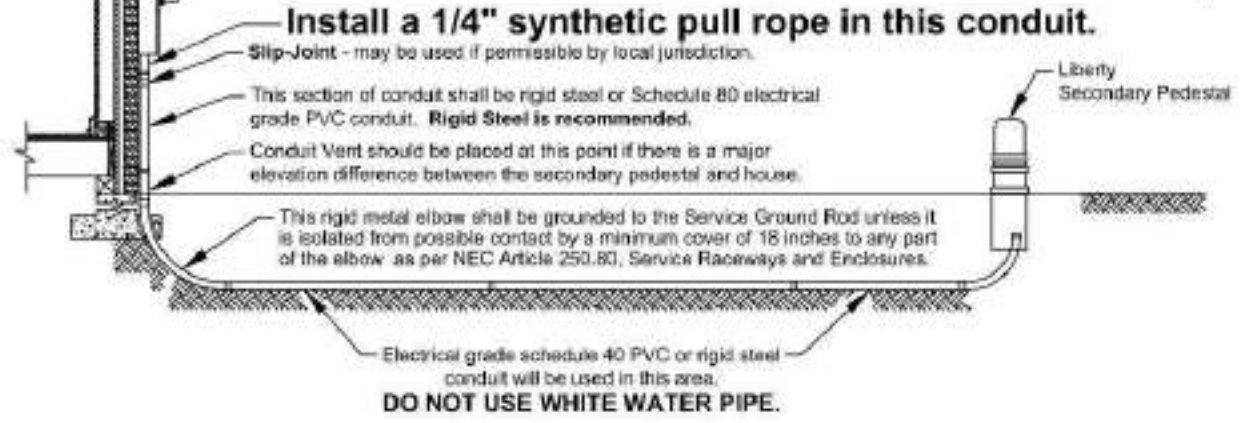 Install a 1/4" synthetic pull rope in this conduit.
Slip-Joint - may be used if permissible by local jurisdiction.
Liberty
Secondary Pedestal
This section of conduit shall be rigid steel or Schedule 80 electrical
grade PVC conduit. Rigid Steel is recommended.
Conduit Vent should be placed at this point if there is a major
elevation difference between the secondary pedestal and house.
This rigid metal elbow shall be grounded to the Service Ground Rod unless it
is isolated from possible contact by a minimum cover of 18 inches to any part
of the elbow as per NEC Article 250.80, Service Raceways and Enclosures.
Electrical grade schedule 40 PVC or rigid steel
conduit will be used in this area.
DO NOT USE WHITE WATER PIPE.